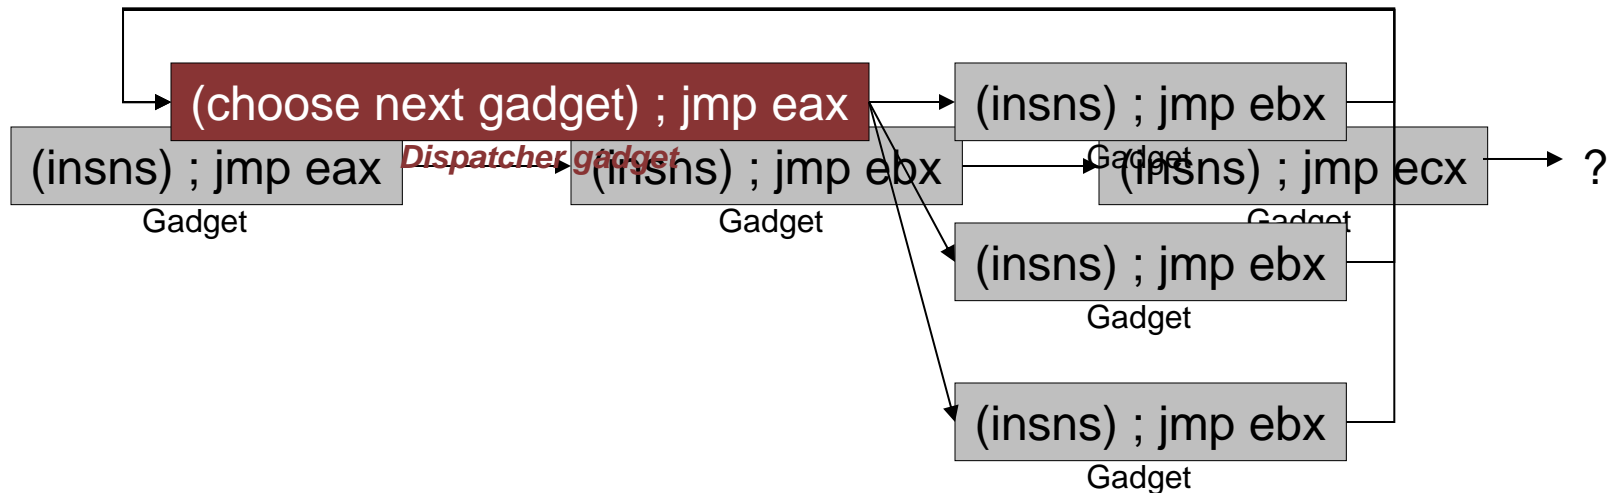 (choose next gadget) ; jmp eax
Dispatcher gadget
(insns) ; jmp ebx
Gadget
(insns) ; jmp eax
Gadget
(insns) ; jmp ebx
Gadget
(insns) ; jmp ecx
Gadget
?
(insns) ; jmp ebx
Gadget
(insns) ; jmp ebx
Gadget